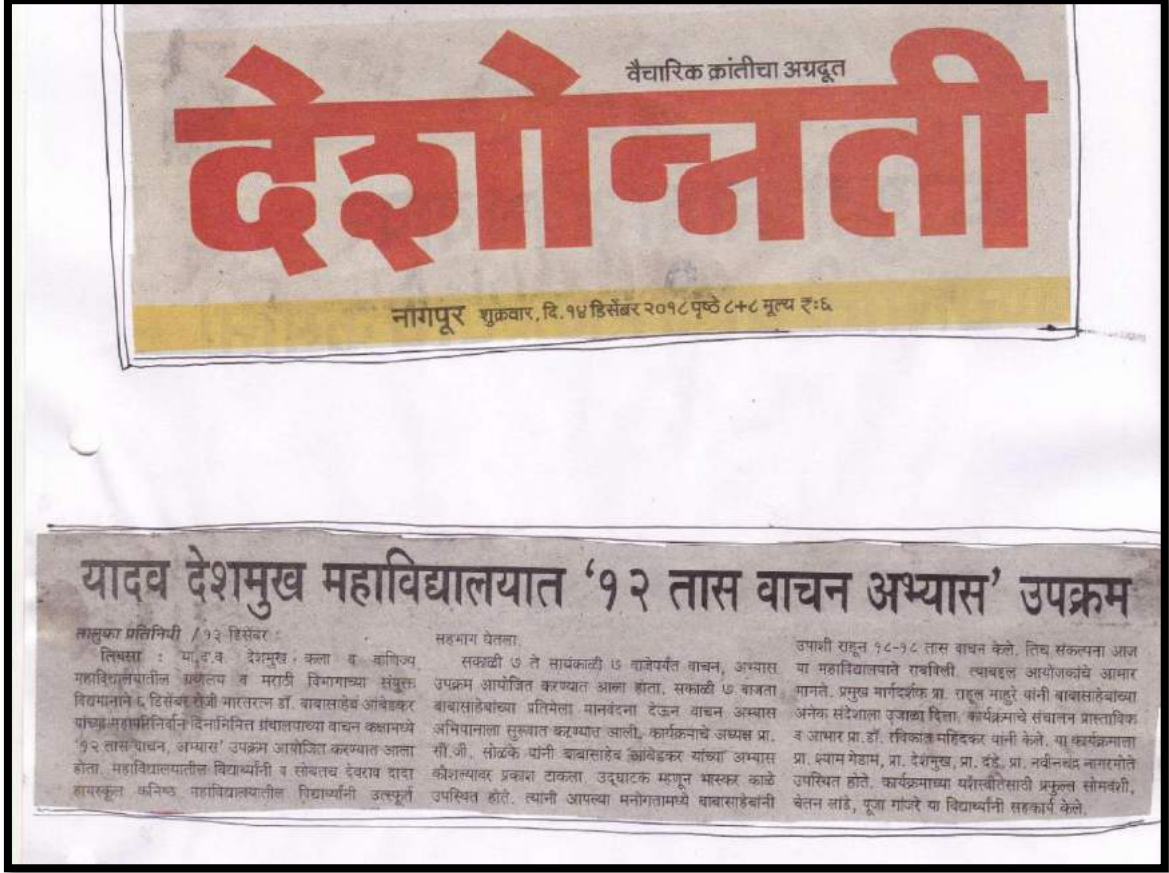 वैचारिक क्रांतीचा अग्रदूत
देशोन्नती
नागपूर शुक्रवार, दि. १४ डिसेंबर २०१८ पृष्ठे ८+८ मूल्य ₹:६
यादव देशमुख महाविद्यालयात ‘१२ तास वाचन अभ्यास’ उपक्रम
तालुका प्रतिनिधी / १२ डिसेंबर :
तिवसा : या.द.व. देशमुख कला व वाणिज्य
महाविद्यालयातील ग्रंथालय व मराठी विभागाच्या संयुक्त
विद्यमानाने ६ डिसेंबर रोजी भारतरत्न डॉ. बाबासाहेब आंबेडकर
यांच्या महापरिनिर्वान दिनानिमित्त ग्रंथालयाच्या वाचन कक्षामध्ये
‘१२ तास वाचन, अभ्यास’ उपक्रम आयोजित करण्यात आला
होता. महाविद्यालयातील विद्यार्थ्यांनी व सोबतच देवराव दादा
हायस्कूल कनिष्ठ महाविद्यालयातील विद्यार्थ्यांनी उत्स्फूर्त
सहभाग घेतला.
सकाळी ७ ते सायंकाळी ७ वाजेपर्यंत वाचन, अभ्यास
उपक्रम आयोजित करण्यात आला होता. सकाळी ७ वाजता
बाबासाहेबांच्या प्रतिमेला मानवंदना देऊन वाचन अभ्यास
अभियानाला सुरूवात करण्यात आली. कार्यक्रमाचे अध्यक्ष प्रा.
सी.जी. सोळंके यांनी बाबासाहेब आंबेडकर यांच्या अभ्यास
कौशल्यावर प्रकाश टाकला. उद्घाटक म्हणून भास्कर काळे
उपस्थित होते. त्यांनी आपल्या मनोगतामध्ये बाबासाहेबांनी
उपाशी राहून १८-१८ तास वाचन केले. तिच संकल्पना आज
या महाविद्यालयाने राबविली. त्याबद्दल आयोजकांचे आभार
मानते. प्रमुख मार्गदर्शक प्रा. राहूल माहुरे यांनी बाबासाहेबांच्या
अनेक संदेशाला उजाळा दिला. कार्यक्रमाचे संचालन प्रास्ताविक
व आभार प्रा.डॉ. रविकांत महिंदकर यांनी केले. या कार्यक्रमाला
प्रा. श्याम गेडाम, प्रा. देशमुख, प्रा. दंडे, प्रा. नवीनचंद्र नागरमोते
उपस्थित होते. कार्यक्रमाच्या यशस्वीतेसाठी प्रफुल्ल सोमवंशी,
चेतन लांडे, पूजा गांजरे या विद्यार्थ्यांनी सहकार्य केले.